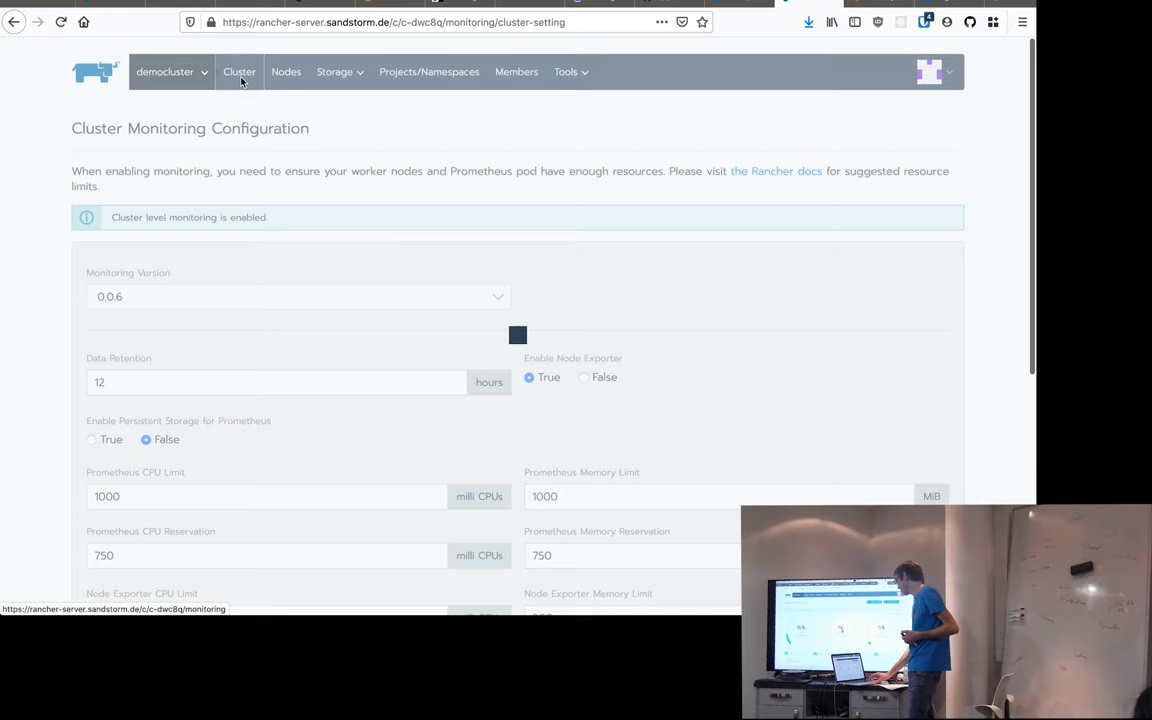 https://rancher-server.sandstorm.de/c/c-dwc8q/monitoring/cluster-setting
4
democluster Cluster Nodes Storage Projects/Namespaces Members Tools
Cluster Monitoring Configuration
When enabling monitoring, you need to ensure your worker nodes and Prometheus pod have enough resources. Please visit the Rancher docs for suggested resource
limits.
Cluster level monitoring is enabled.
Monitoring Version
0.0.6
Data Retention Enable Node Exporter
12 hours True False
Enable Persistent Storage for Prometheus
True False
Prometheus CPU Limit Prometheus Memory Limit
1000 milli CPUs 1000 MiB
Prometheus CPU Reservation Prometheus Memory Reservation
750 milli CPUs 750
Node Exporter CPU Limit Node Exporter Memory Limit
https://rancher-server.sandstorm.de/c/c-dwc8q/monitoring